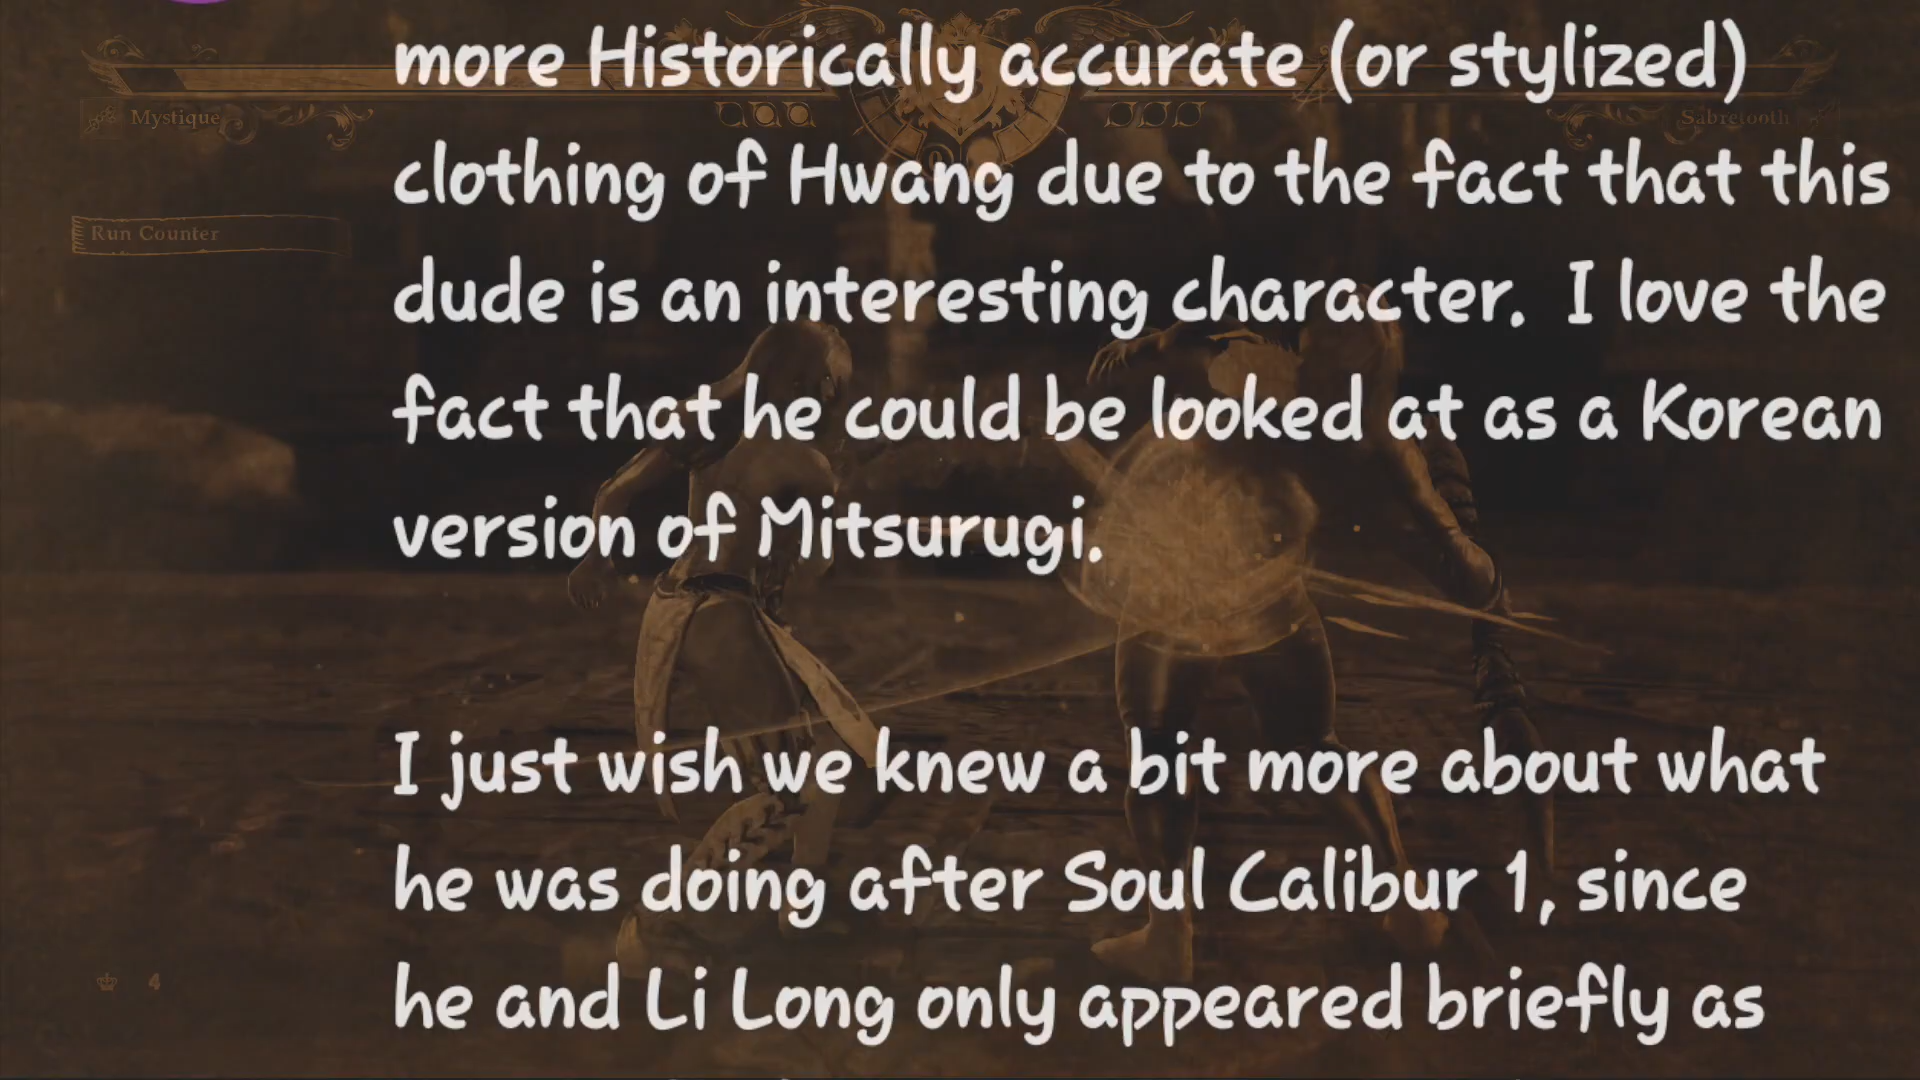 more Historically accurate (or stylized)
Mystique
Sabretooth
clothing of Hwang due to the fact that this
Run Counter
dude is an interesting character.  I love the
fact that he could be looked at as a Korean
version of Mitsurugi.
I just wish we knew a bit more about what
he was doing after Soul Calibur 1, since
he and Li Long only appeared briefly as
4